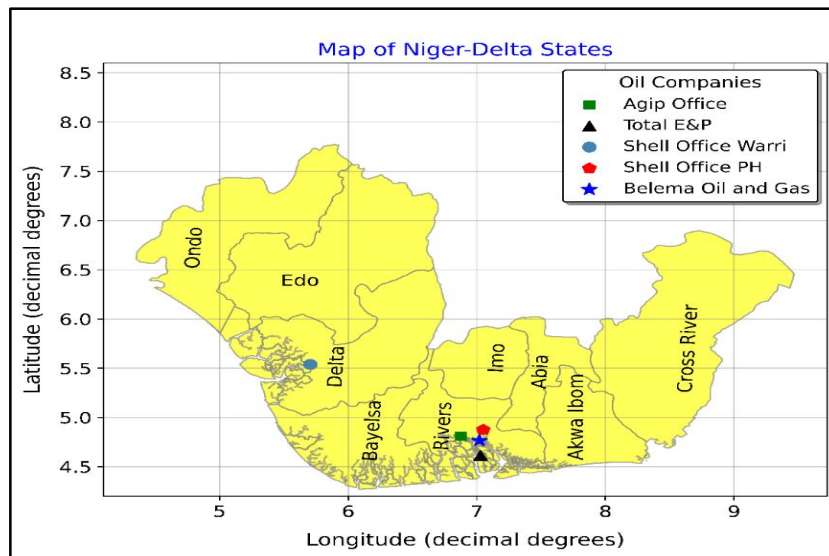 Map of Niger-Delta States
Oil Companies
Agip Office
Total E&P
Shell Office Warri
Shell Office PH
Belema Oil and Gas
Latitude (decimal degrees)
8.5
8.0
7.5
7.0
6.5
6.0
5.5
5.0
4.5
Ondo
Edo
Delta
Bayelsa
Rivers
Imo
Abia
Akwa Ibom
Cross River
5 6 7 8 9
Longitude (decimal degrees)